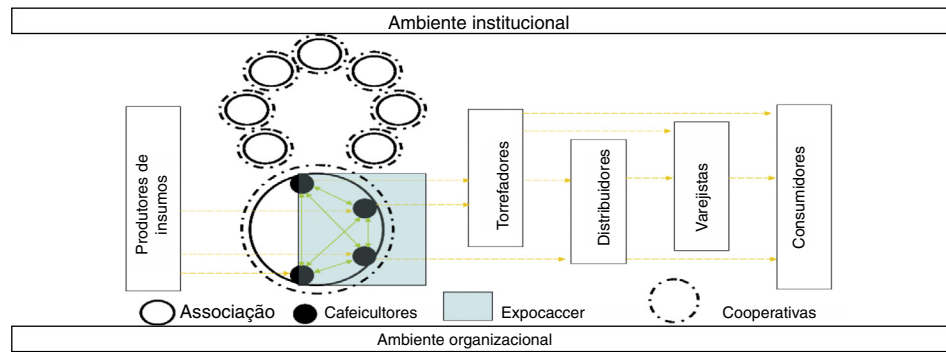 Ambiente institucional
Produtores de
insumos
Torrefadores
Distribuidores
Varejistas
Consumidores
Associação
Cafeicultores
Expocaccer
Cooperativas
Ambiente organizacional